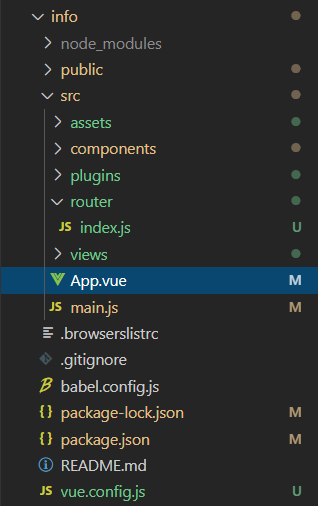 info
node_modules
public
src
assets
components
plugins
router
JS index.js U
views
App.vue M
JS main.js M
.browserslistrc
.gitignore
babel.config.js
{ } package-lock.json M
{ } package.json M
README.md
JS vue.config.js U